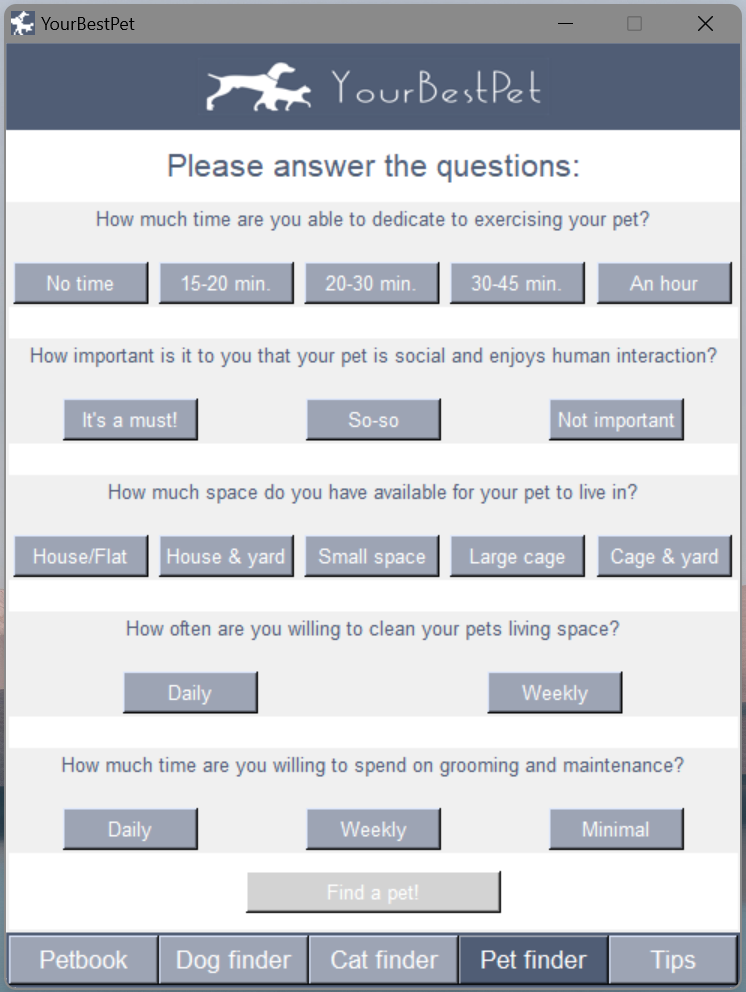 YourBestPet
YourBestPet
Please answer the questions:
How much time are you able to dedicate to exercising your pet?
No time 15-20 min. 20-30 min. 30-45 min. An hour
How important is it to you that your pet is social and enjoys human interaction?
It's a must! So-so Not important
How much space do you have available for your pet to live in?
House/Flat House & yard Small space Large cage Cage & yard
How often are you willing to clean your pets living space?
Daily Weekly
How much time are you willing to spend on grooming and maintenance?
Daily Weekly Minimal
Find a pet!
Petbook Dog finder Cat finder Pet finder Tips